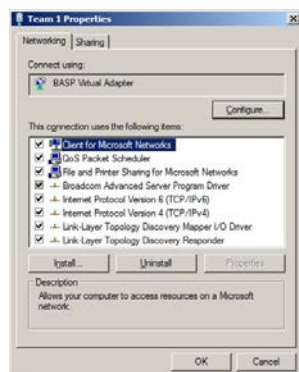 Team 1 Properties
Networking
Sharing
Connect using:
BASP Virtual Adapter
Configure...
This connection uses the following items:
Client for Microsoft Networks
QoS Packet Scheduler
File and Printer Sharing for Microsoft Networks
Broadcom Advanced Server Program Driver
Internet Protocol Version 6 (TCP/IPv6)
Internet Protocol Version 4 (TCP/IPv4)
Link-Layer Topology Discovery Mapper I/O Driver
Link-Layer Topology Discovery Responder
Install...
Uninstall
Properties
Description
Allows your computer to access resources on a Microsoft
network.
OK
Cancel